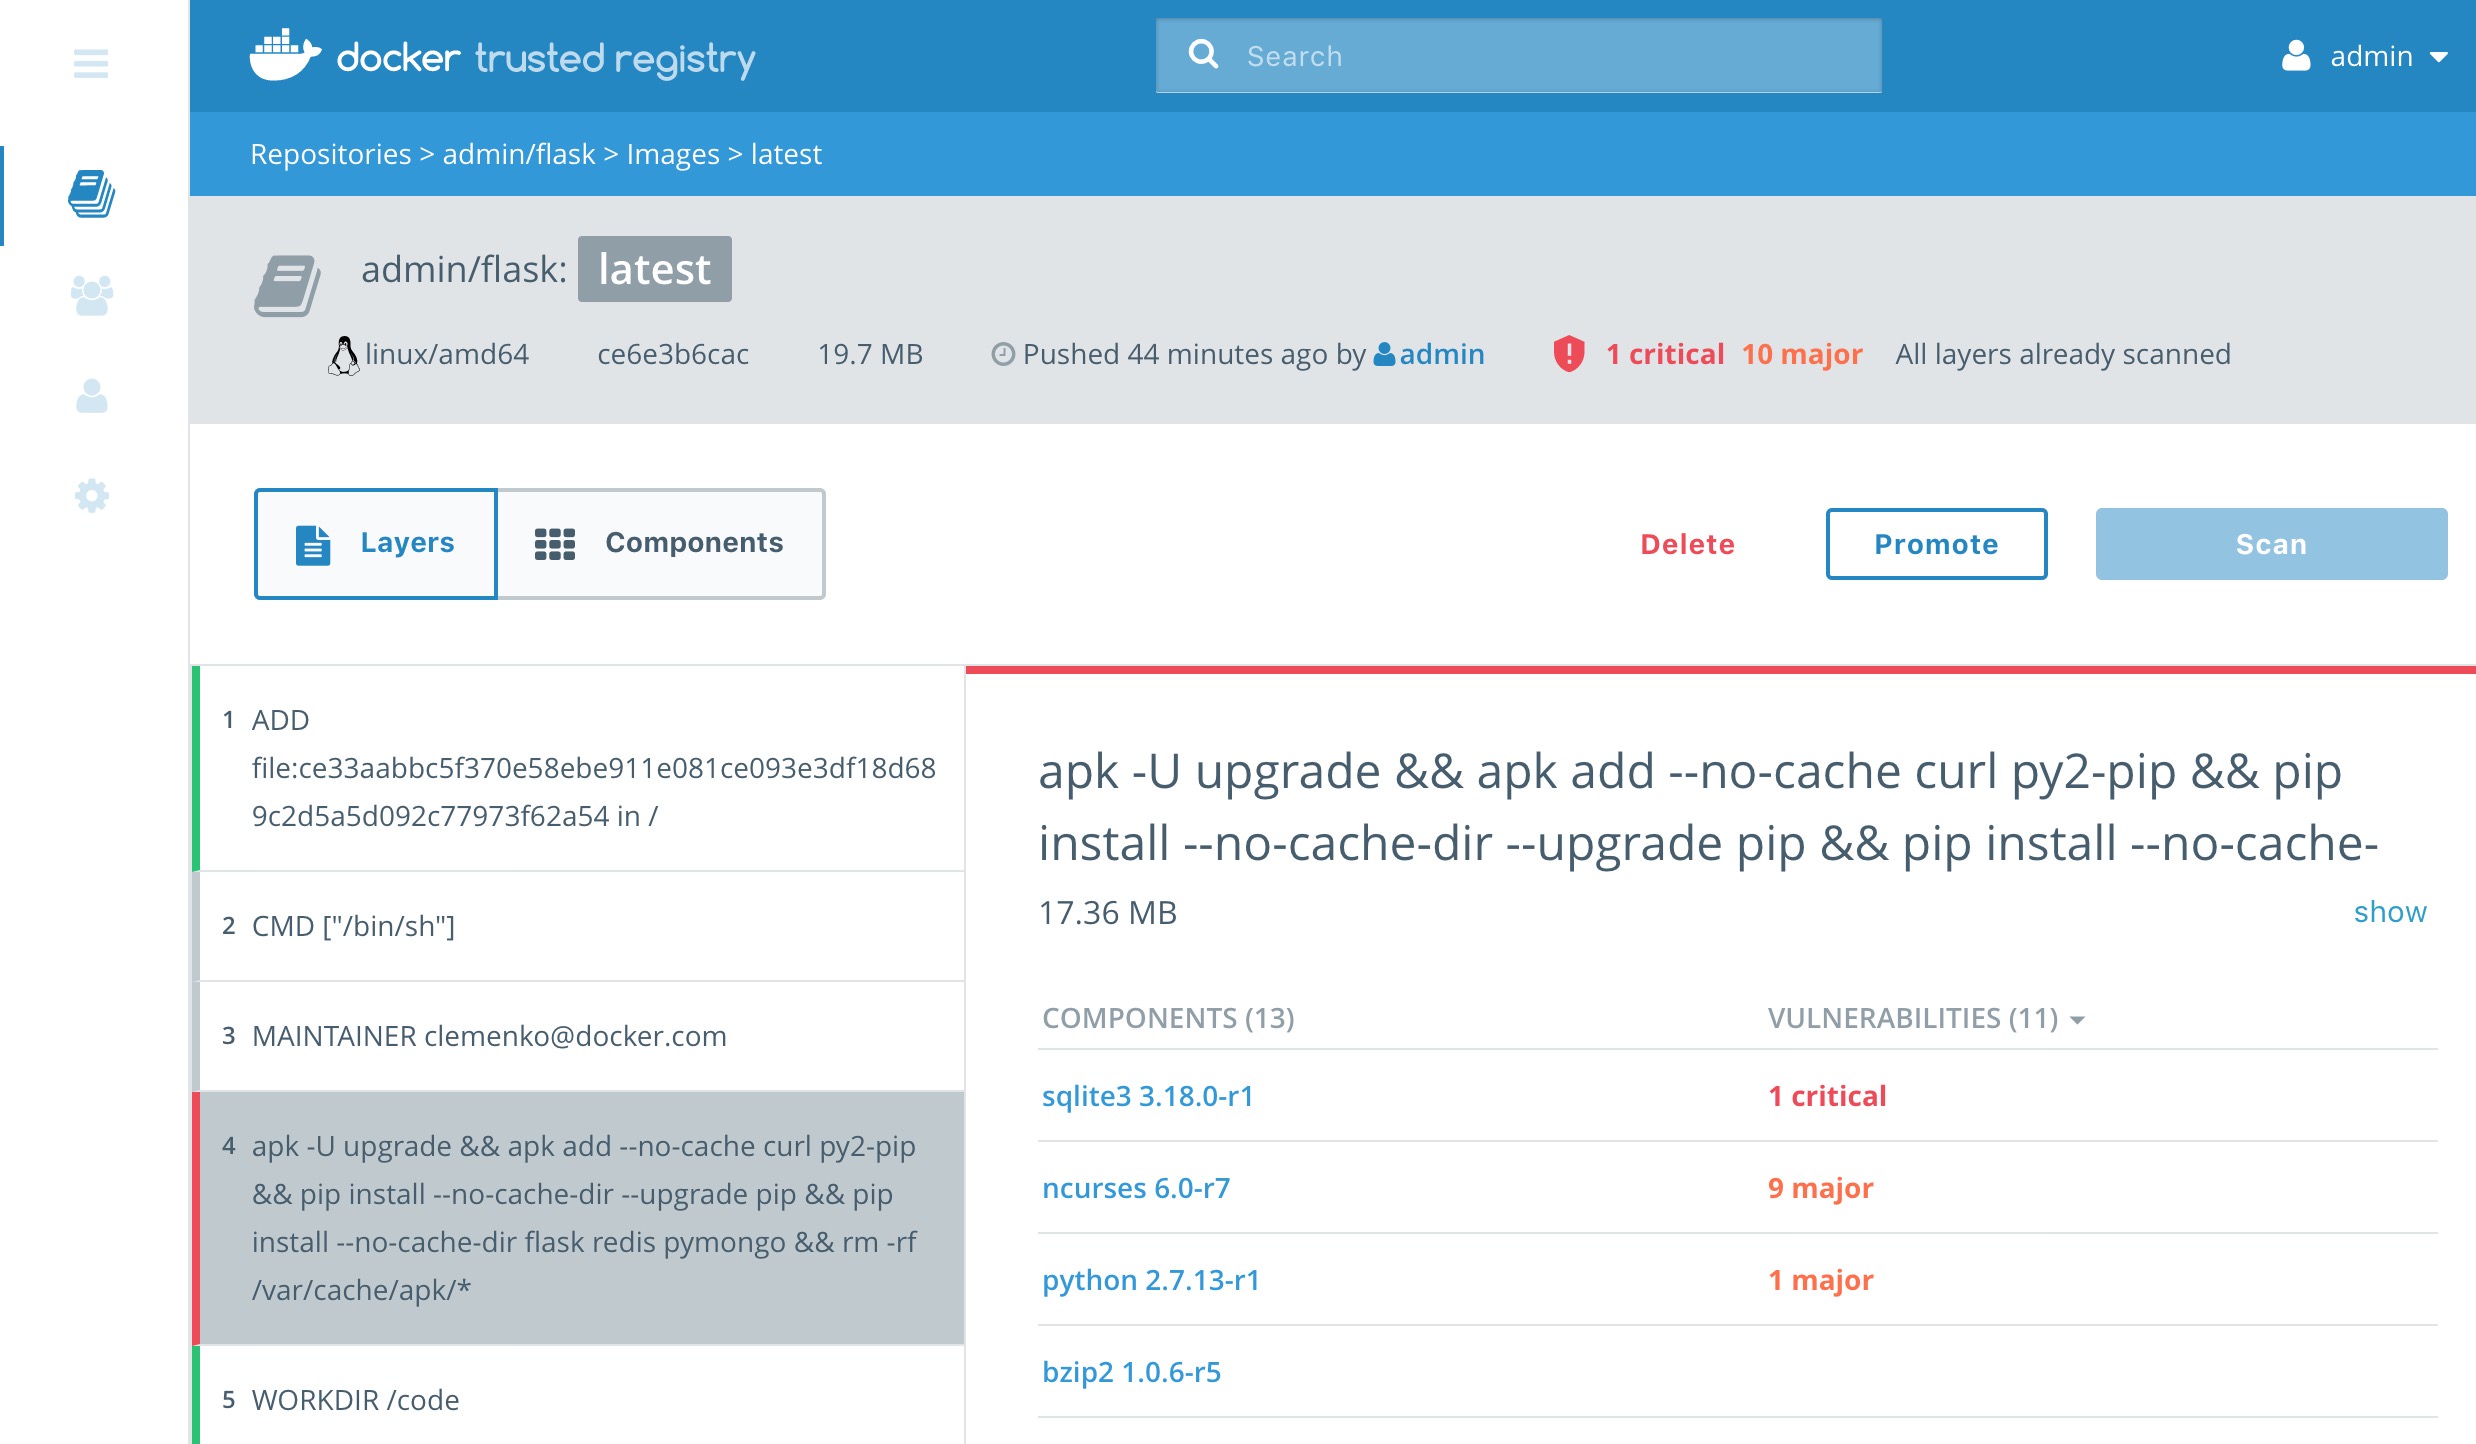 docker trusted registry
Search
admin
Repositories > admin/flask > Images > latest
admin/flask: latest
linux/amd64 ce6e3b6cac 19.7 MB Pushed 44 minutes ago by admin 1 critical 10 major All layers already scanned
Layers
Components
Delete
Promote
Scan
1 ADD
file:ce33aabbc5f370e58ebe911e081ce093e3df18d68
9c2d5a5d092c77973f62a54 in /
2 CMD ["/bin/sh"]
3 MAINTAINER clemenko@docker.com
4 apk -U upgrade && apk add --no-cache curl py2-pip
&& pip install --no-cache-dir --upgrade pip && pip
install --no-cache-dir flask redis pymongo && rm -rf
/var/cache/apk/*
5 WORKDIR /code
apk -U upgrade && apk add --no-cache curl py2-pip && pip
install --no-cache-dir --upgrade pip && pip install --no-cache-
17.36 MB
show
COMPONENTS (13) VULNERABILITIES (11)
sqlite3 3.18.0-r1 1 critical
ncurses 6.0-r7 9 major
python 2.7.13-r1 1 major
bzip2 1.0.6-r5